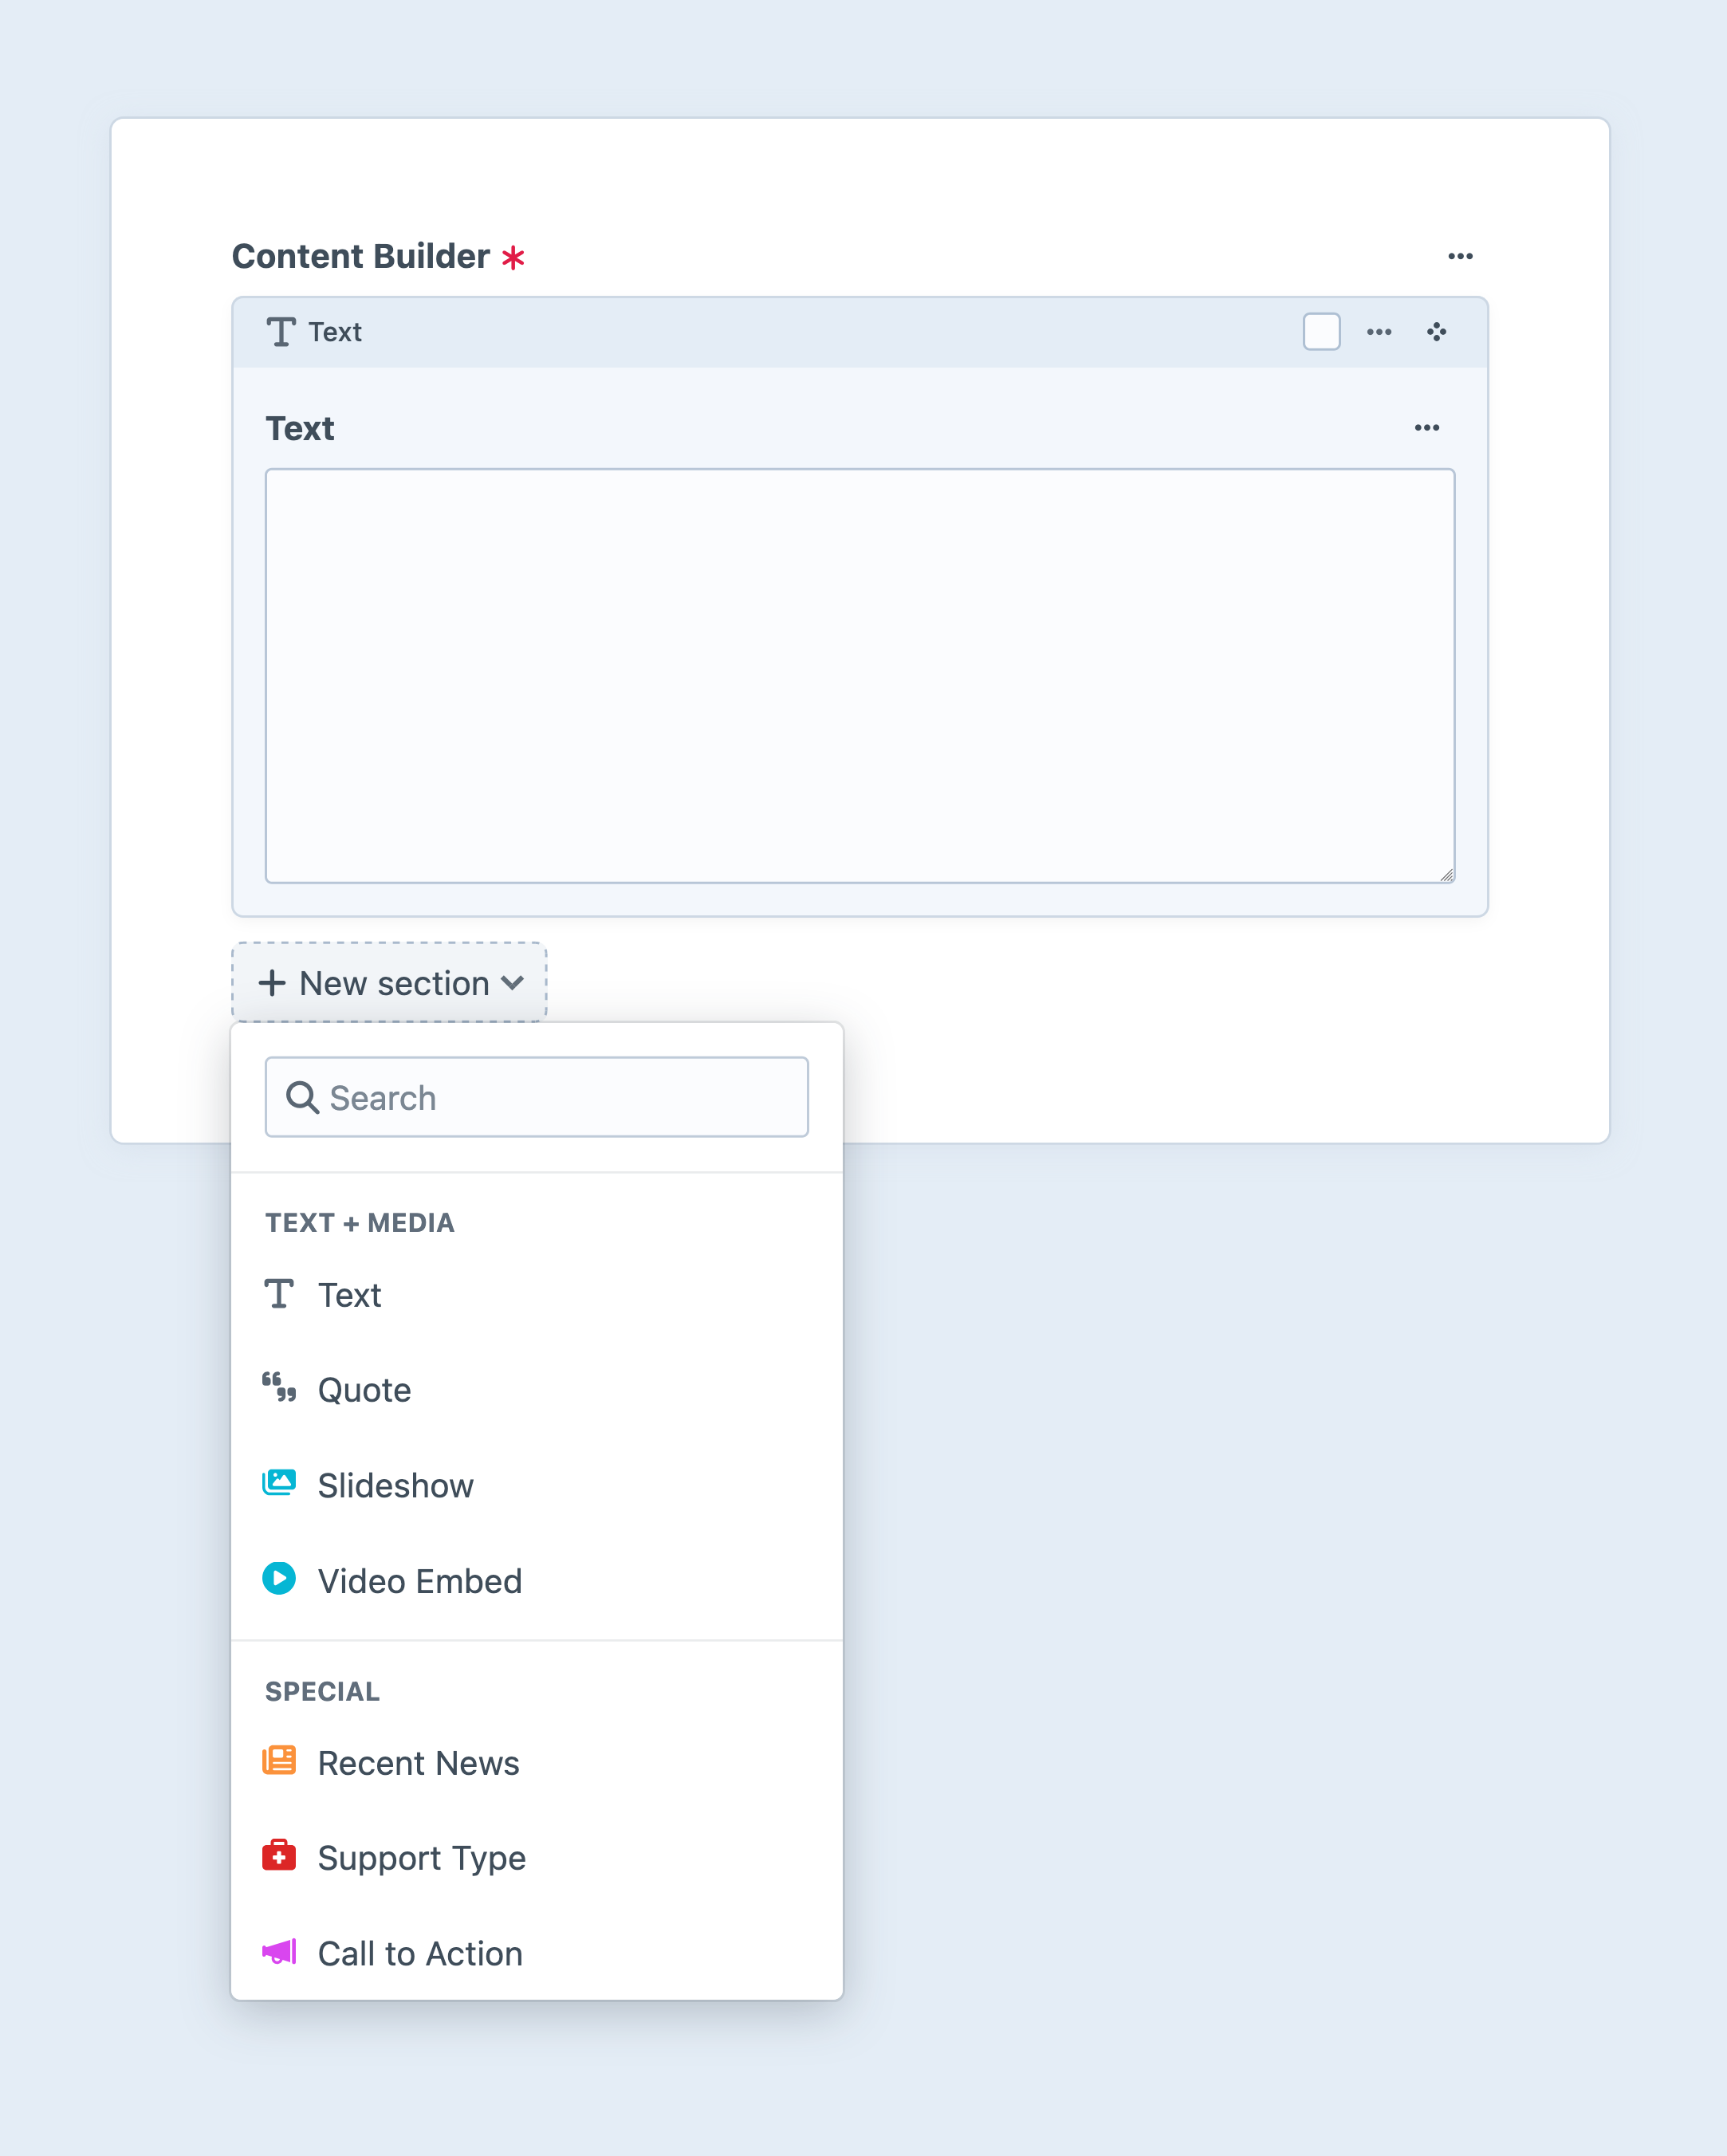 Content Builder *
Text
Text
New section
Search
TEXT + MEDIA
Text
Quote
Slideshow
Video Embed
SPECIAL
Recent News
Support Type
Call to Action